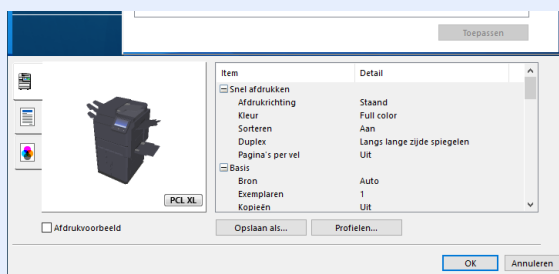 Toepassen
Item Detail
Snel afdrukken
Afdrukrichting Staand
Kleur Full color
Sorteren Aan
Duplex Langs lange zijde spiegelen
Pagina's per vel Uit
Basis
Bron Auto
Exemplaren 1
Kopieën Uit
PCL XL
Afdrukvoorbeeld Opslaan als... Profielen...
OK Annuleren